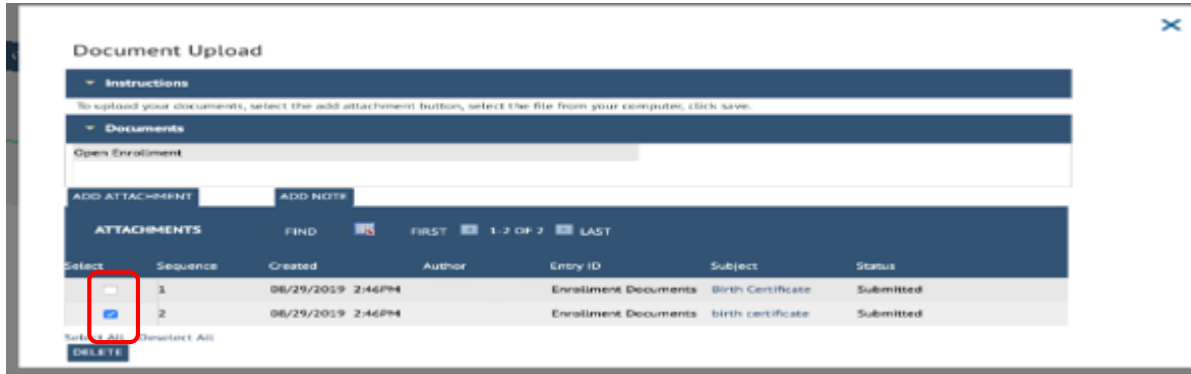 Document Upload
Instructions
To upload your documents, select the add attachment button, select the file from your computer, click save.
Documents
Open Enrollment
ADD ATTACHMENT ADD NOTE
ATTACHMENTS FIND FIRST 1-2 OF 2 LAST
Select Sequence Created Author Entry ID Subject Status
1 08/29/2019 2:46PM Enrollment Documents Birth Certificate Submitted
2 08/29/2019 2:46PM Enrollment Documents birth certificate Submitted
Select All Deselect All
DELETE